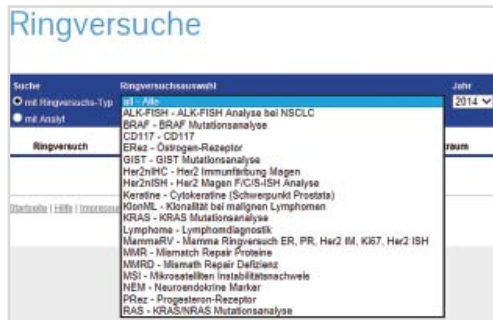 Ringversuche
Suche Ringversuchsauswahl Jahr
mit Ringversuchs-Typ all - Alle 2014
mit Analyt ALK-FISH - ALK-FISH Analyse bei NSCLC
BRAF - BRAF Mutationsanalyse
CD117 - CD117
ERez - Östrogen-Rezeptor
Ringversuch GIST - GIST Mutationsanalyse raum
Her2nIHC - Her2 Immunfärbung Magen
Her2nISH - Her2 Magen F/C/S-ISH Analyse
Keratine - Cytokeratine (Schwerpunkt Prostata)
Startseite | Hilfe | Impressu KlonML - Klonalität bei malignen Lymphomen
KRAS - KRAS Mutationsanalyse
Lymphome - Lymphomdiagnostik
MammaRV - Mamma Ringversuch ER, PR, Her2 IM, Ki67, Her2 ISH
MMR - Mismatch Repair Proteine
MMRD - Mismath Repair Defizienz
MSI - Mikrosatelliten Instabilitätsnachweis
NEM - Neuroendokrine Marker
PRez - Progesteron-Rezeptor
RAS - KRAS/NRAS Mutationsanalyse